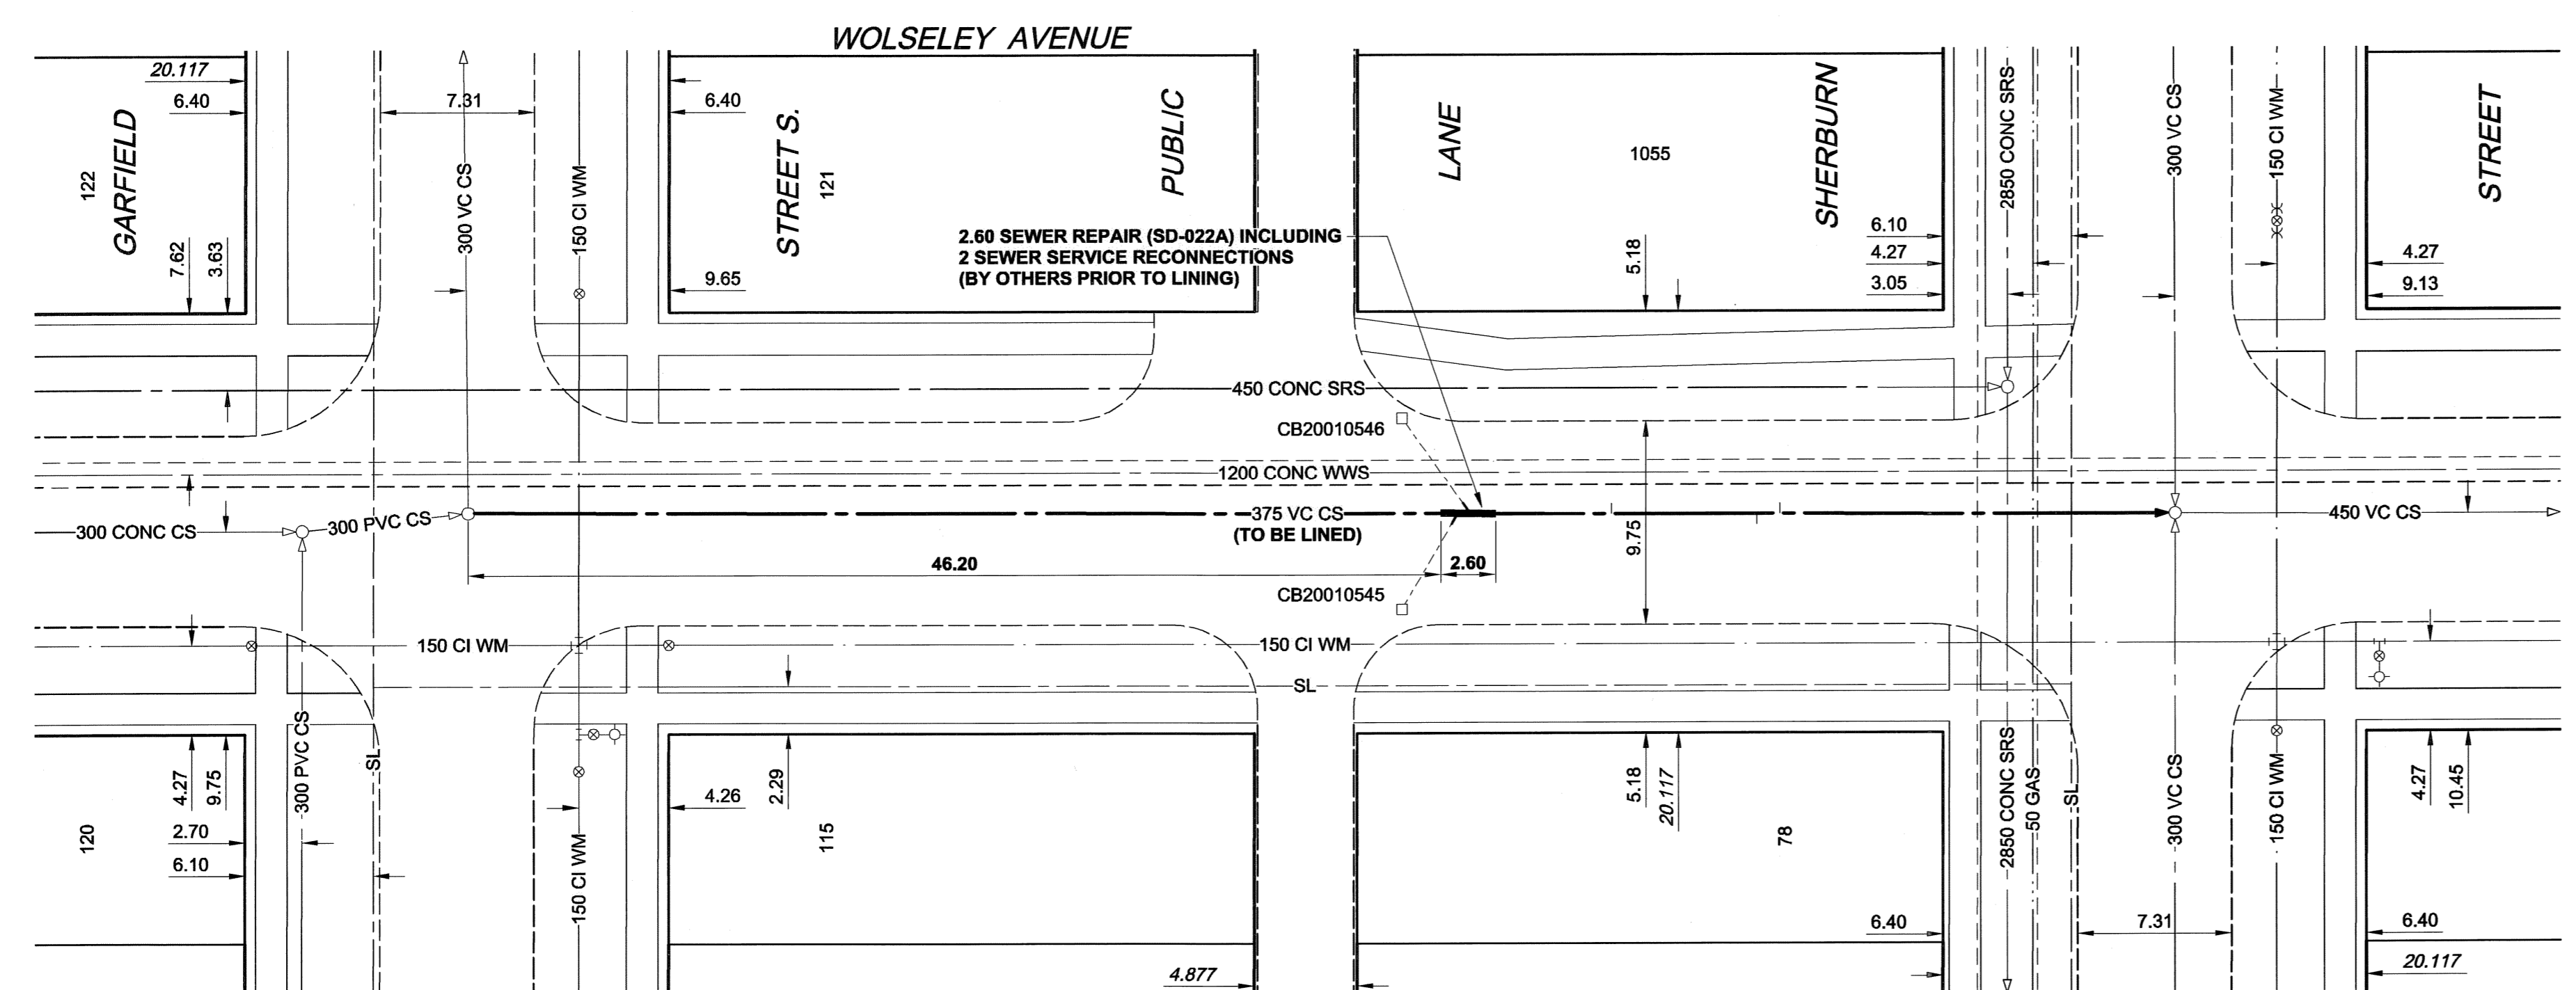 WOLSELEY AVENUE
20.117
6.40
7.31
6.40
122
GARFIELD
7.62
3.63
300 VC CS
150 CI WM
STREET S.
121
9.65
PUBLIC
LANE
1055
SHERBURN
2850 CONC SRS
300 VC CS
150 CI WM
STREET
2.60 SEWER REPAIR (SD-022A) INCLUDING
2 SEWER SERVICE RECONNECTIONS
(BY OTHERS PRIOR TO LINING)
5.18
6.10
4.27
3.05
4.27
9.13
450 CONC SRS
CB20010546
1200 CONC WWS
300 CONC CS
300 PVC CS
375 VC CS
(TO BE LINED)
450 VC CS
9.75
46.20
2.60
CB20010545
150 CI WM
150 CI WM
SL
300 PVC CS
SL
4.27
9.75
120
2.70
6.10
150 CI WM
4.26
2.29
115
5.18
20.117
78
2850 CONC SRS
50 GAS
SL
300 VC CS
150 CI WM
4.27
10.45
6.40
7.31
6.40
4.877
20.117